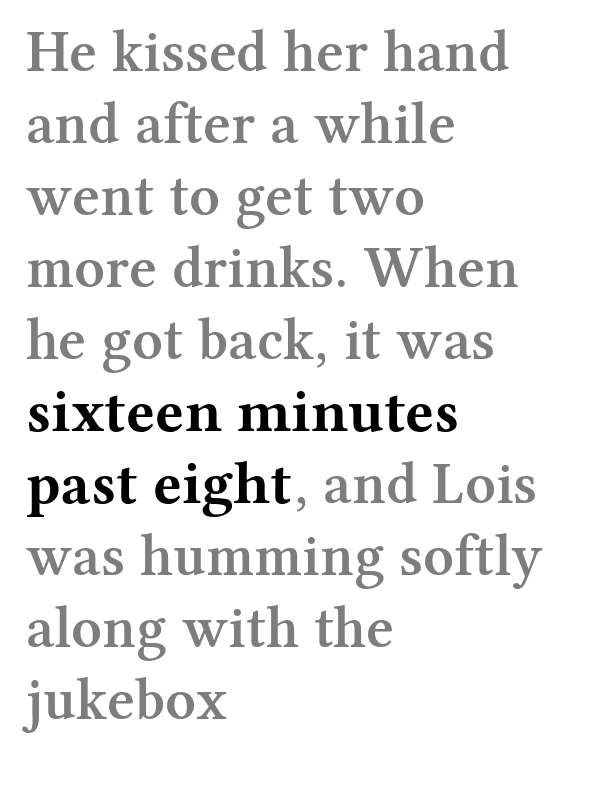 He kissed her hand
and after a while
went to get two
more drinks. When
he got back, it was
sixteen minutes
past eight, and Lois
was humming softly
along with the
jukebox